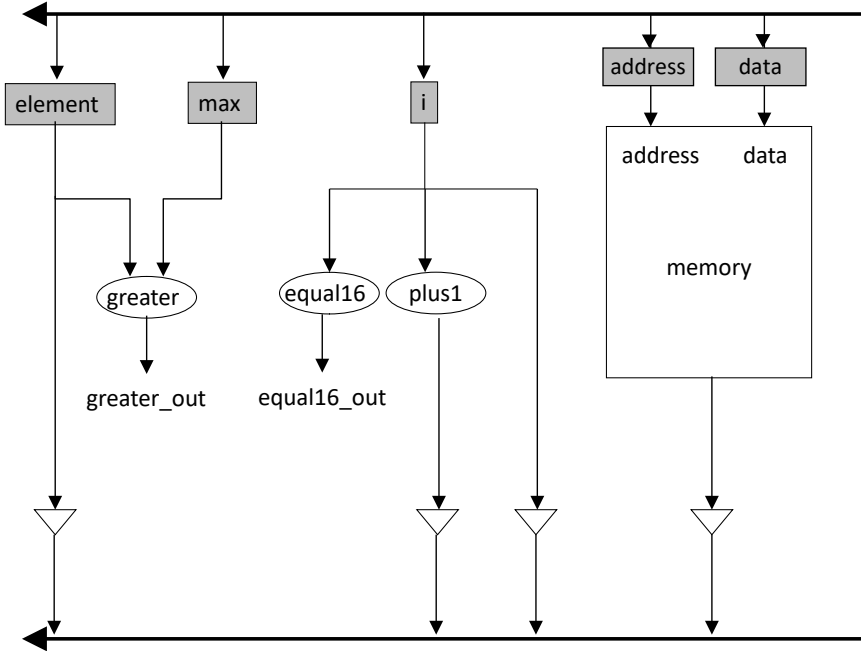 address
data
element
max
i
address
data
memory
greater
equal16
plus1
greater_out
equal16_out